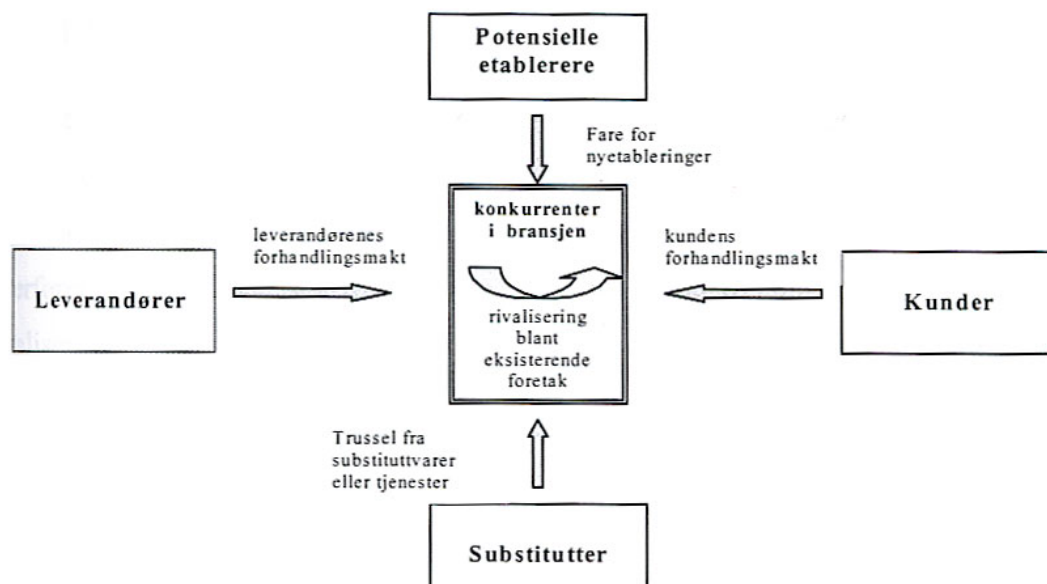 Potensielle
etablerere
Fare for
nyetableringer
konkurrenter
i bransjen
leverandørenes
forhandlingsmakt
kundens
forhandlingsmakt
Leverandører
Kunder
rivalisering
blant
eksisterende
foretak
Trussel fra
substituttvarer
eller tjenester
Substitutter